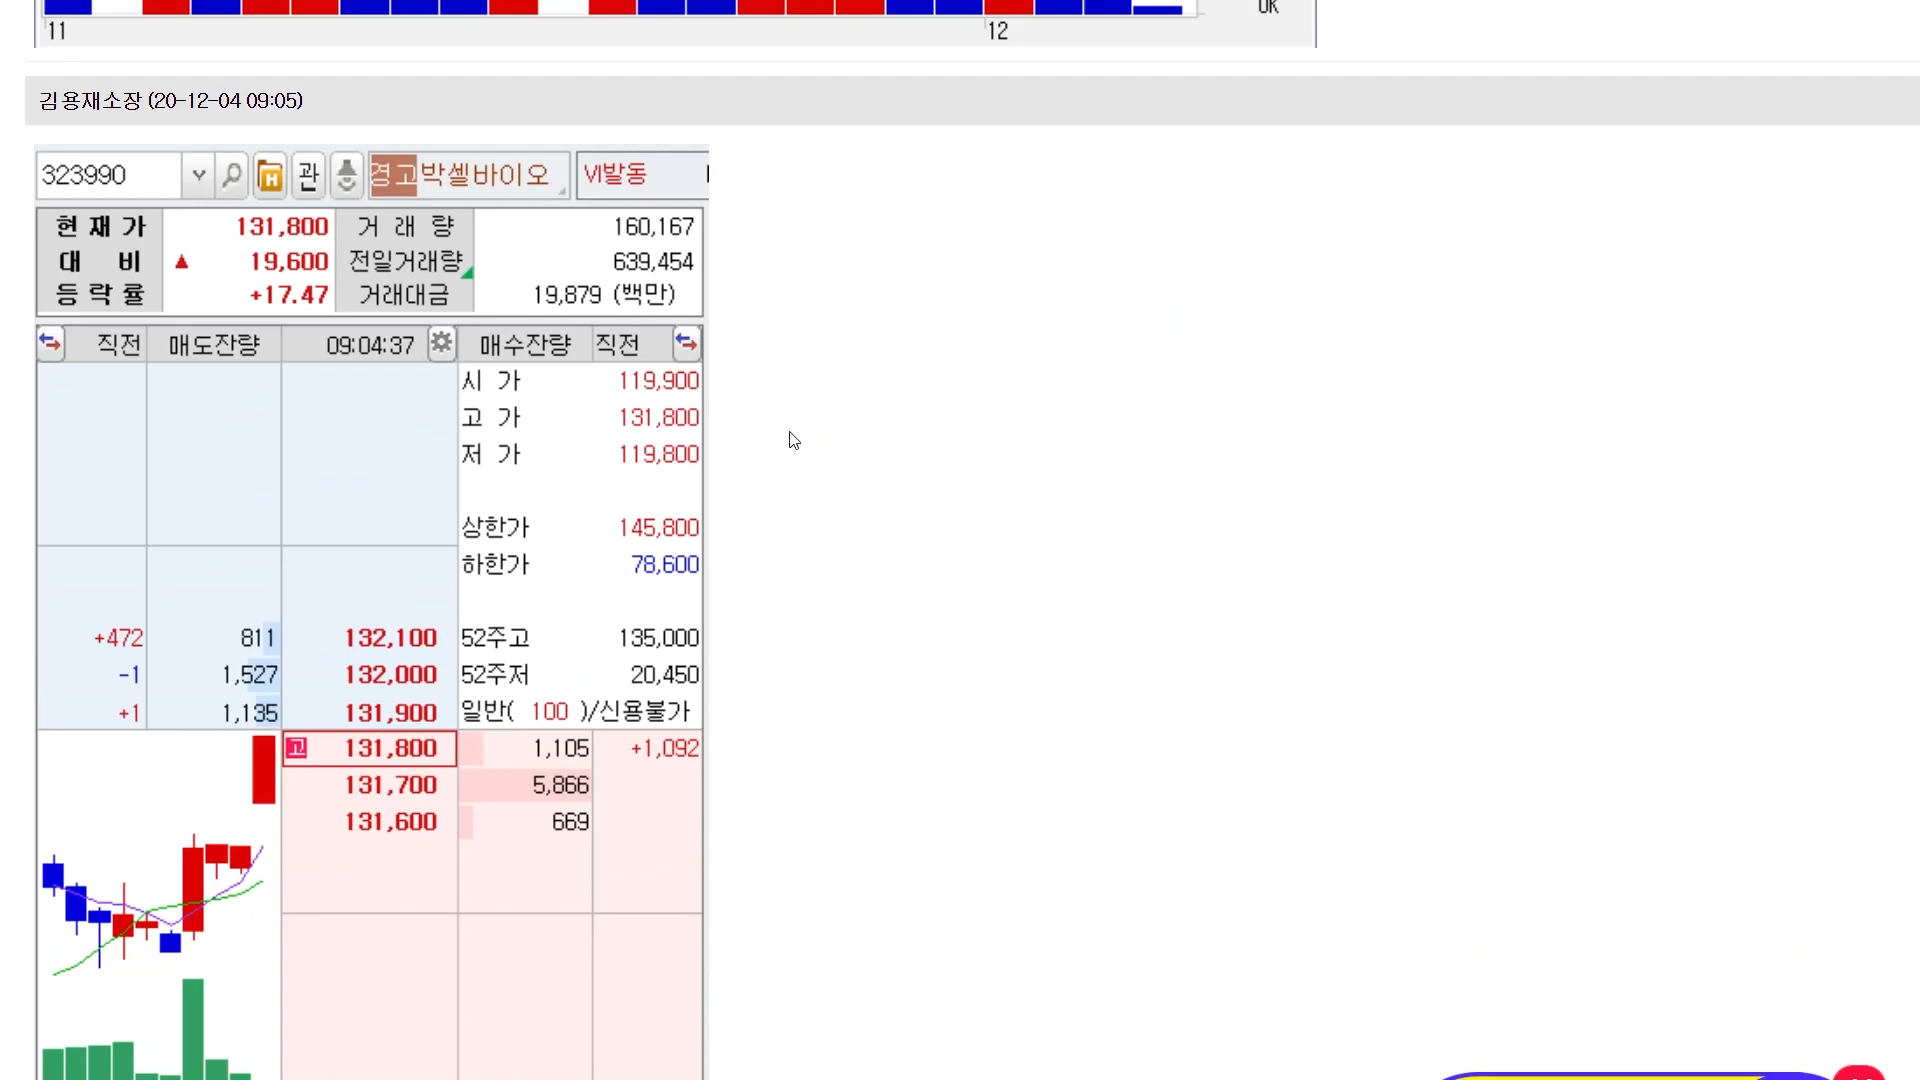 11 12 OK
김용재소장 (20-12-04 09:05)
323990 관 경고 박셀바이오 VI발동
현재가 131,800 거래량 160,167
대비 ▲ 19,600 전일거래량 639,454
등락률 +17.47 거래대금 19,879 (백만)
직전 매도잔량 09:04:37 매수잔량 직전
시 가 119,900
고 가 131,800
저 가 119,800
상한가 145,800
하한가 78,600
+472 811 132,100 52주고 135,000
-1 1,527 132,000 52주저 20,450
+1 1,135 131,900 일반( 100 )/신용불가
고 131,800 1,105 +1,092
131,700 5,866
131,600 669